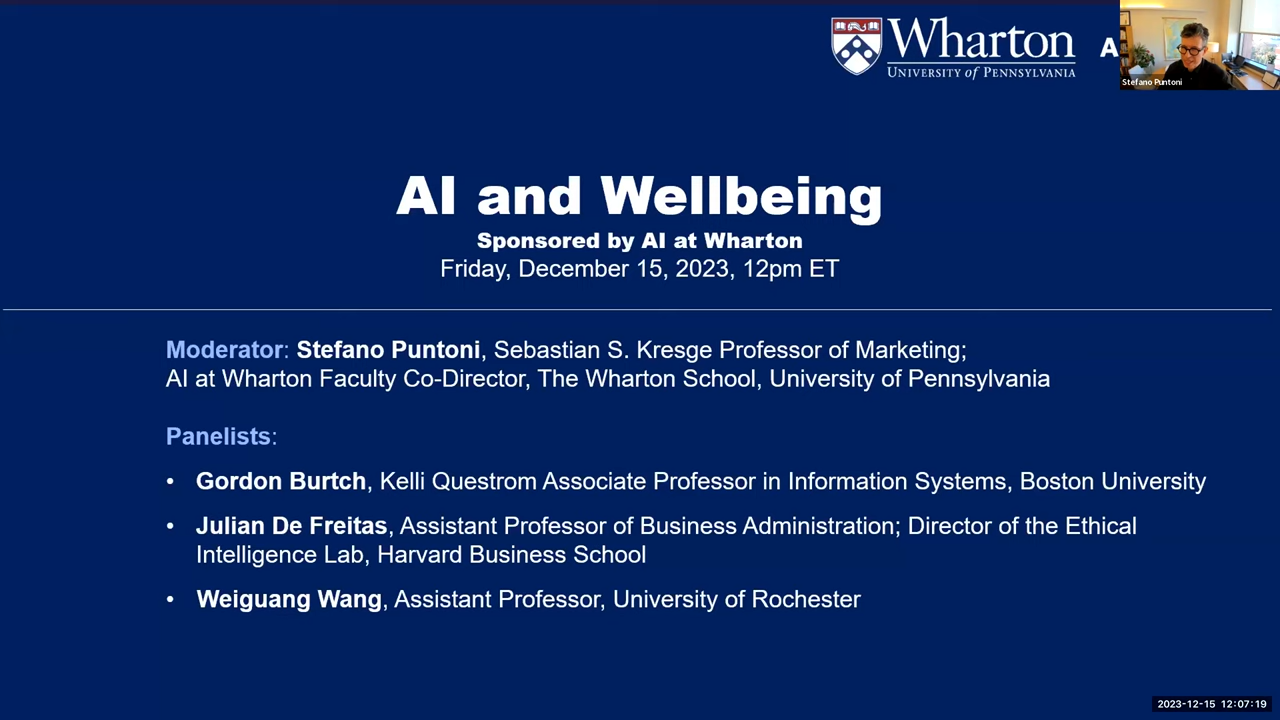 Wharton
UNIVERSITY of PENNSYLVANIA
A
Stefano Puntoni
AI and Wellbeing
Sponsored by AI at Wharton
Friday, December 15, 2023, 12pm ET
Moderator: Stefano Puntoni, Sebastian S. Kresge Professor of Marketing;
AI at Wharton Faculty Co-Director, The Wharton School, University of Pennsylvania
Panelists:
• Gordon Burtch, Kelli Questrom Associate Professor in Information Systems, Boston University
• Julian De Freitas, Assistant Professor of Business Administration; Director of the Ethical
Intelligence Lab, Harvard Business School
• Weiguang Wang, Assistant Professor, University of Rochester
2023-12-15 12:07:19